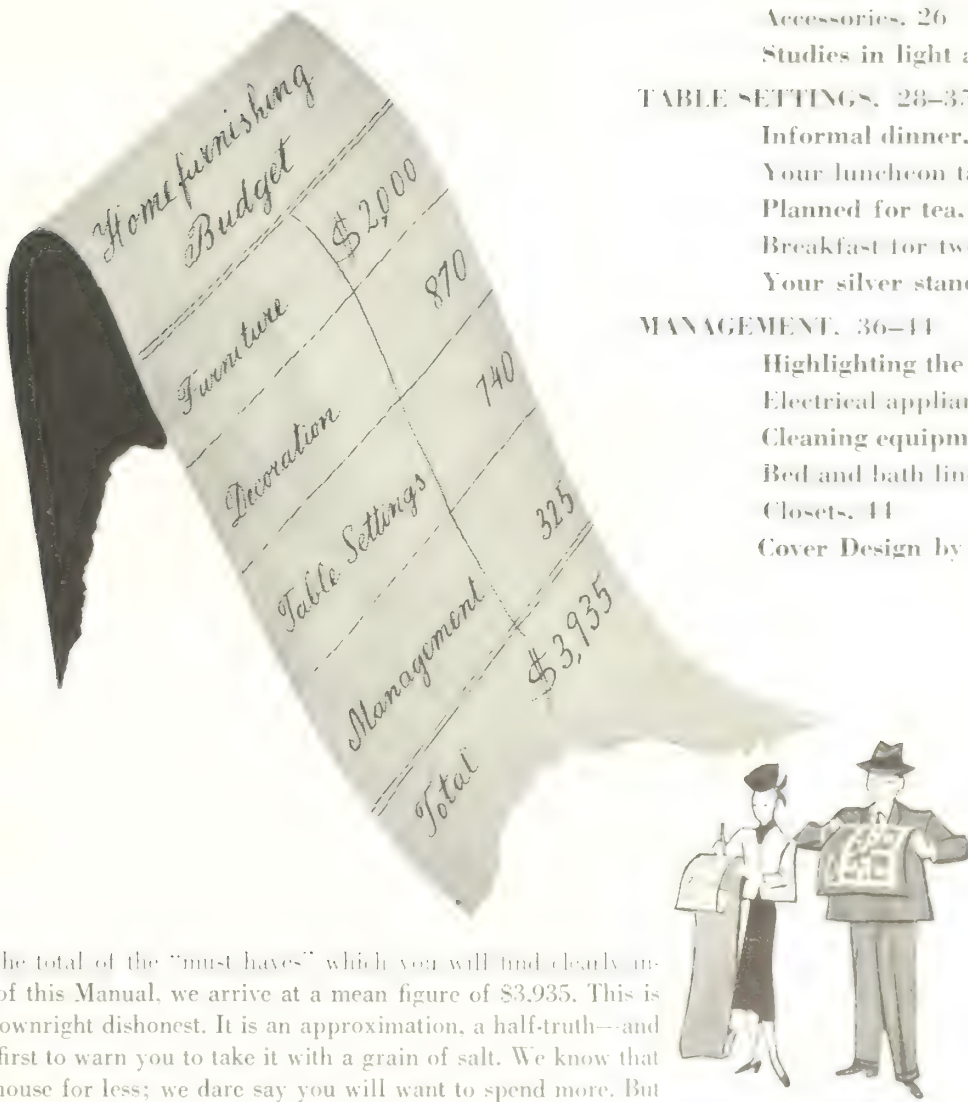 Homefurnishing
Budget
Furniture $2,000
Decoration 870
Table Settings 740
Management 325
Total $3,935
Accessories, 26
Studies in light a
TABLE SETTINGS, 28–35
Informal dinner,
Your luncheon ta
Planned for tea,
Breakfast for tw
Your silver stand
MANAGEMENT, 36–44
Highlighting the
Electrical applian
Cleaning equipm
Bed and bath lin
Closets, 44
Cover Design by
he total of the "must haves" which you will find clearly in-
of this Manual, we arrive at a mean figure of $3,935. This is
ownright dishonest. It is an approximation, a half-truth—and
first to warn you to take it with a grain of salt. We know that
house for less; we dare say you will want to spend more. But